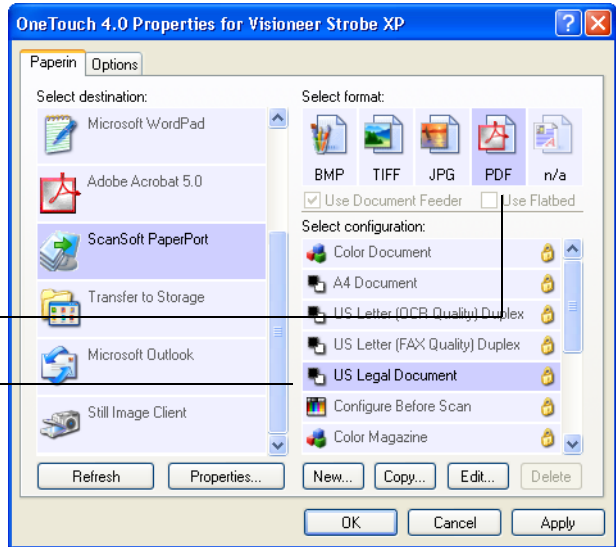 OneTouch 4.0 Properties for Visioneer Strobe XP
Paperin
Options
Select destination:
Microsoft WordPad
Adobe Acrobat 5.0
ScanSoft PaperPort
Transfer to Storage
Microsoft Outlook
Still Image Client
Refresh
Properties...
Select format:
BMP
TIFF
JPG
PDF
n/a
Use Document Feeder
Use Flatbed
Select configuration:
Color Document
A4 Document
US Letter (OCR Quality) Duplex
US Letter (FAX Quality) Duplex
US Legal Document
Configure Before Scan
Color Magazine
New...
Copy...
Edit...
Delete
OK
Cancel
Apply